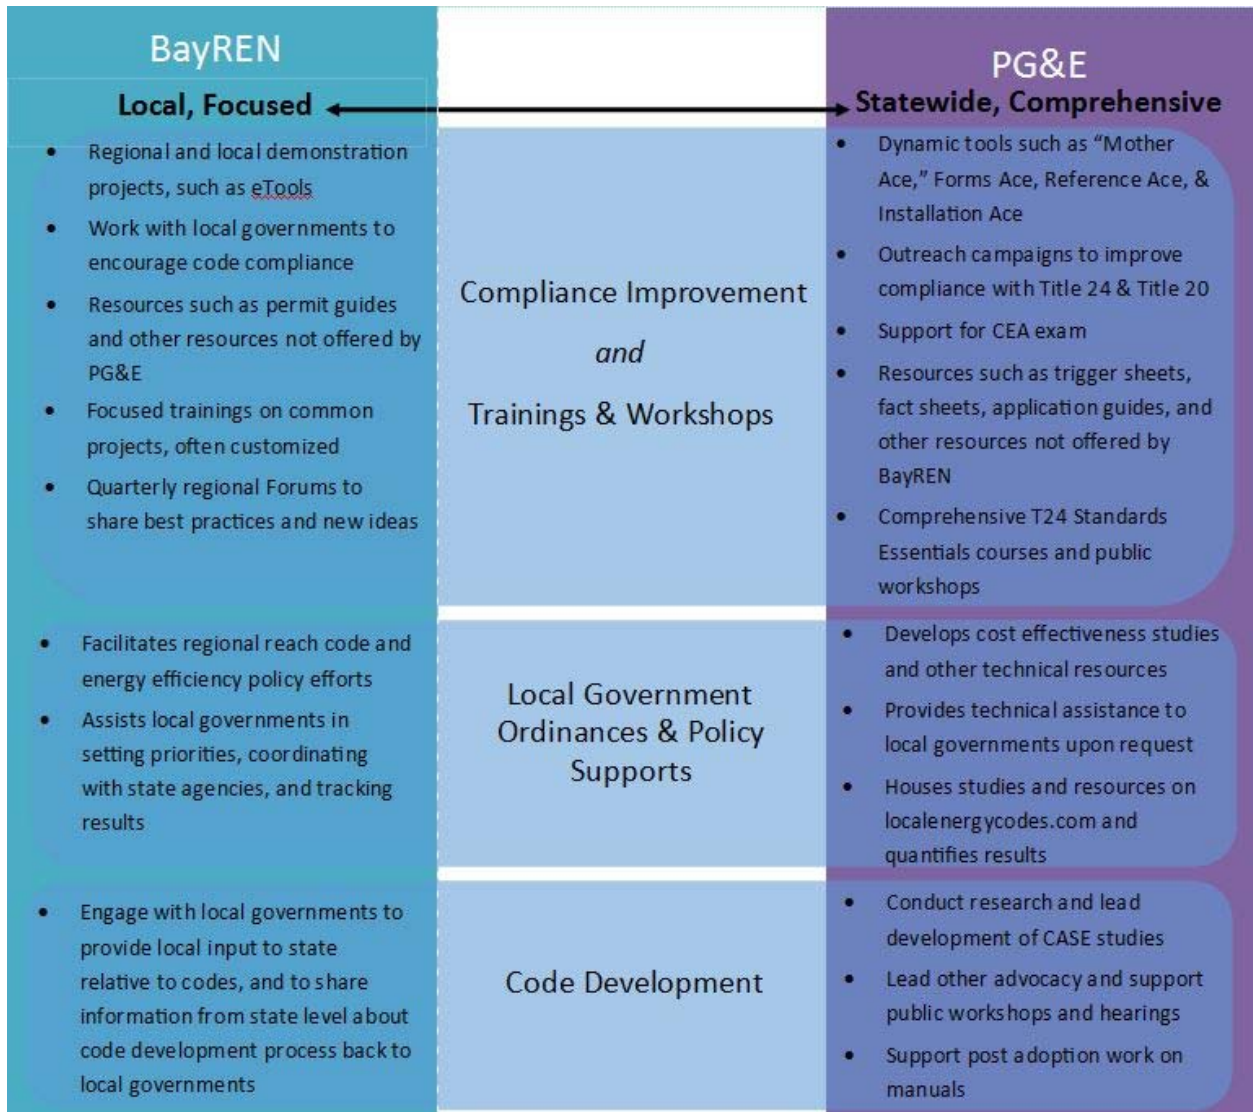 BayREN
Local, Focused
PG&E
Statewide, Comprehensive
• Regional and local demonstration
projects, such as eTools
• Work with local governments to
encourage code compliance
• Resources such as permit guides
and other resources not offered by
PG&E
• Focused trainings on common
projects, often customized
• Quarterly regional Forums to
share best practices and new ideas
Compliance Improvement
and
Trainings & Workshops
• Dynamic tools such as “Mother
Ace,” Forms Ace, Reference Ace, &
Installation Ace
• Outreach campaigns to improve
compliance with Title 24 & Title 20
• Support for CEA exam
• Resources such as trigger sheets,
fact sheets, application guides, and
other resources not offered by
BayREN
• Comprehensive T24 Standards
Essentials courses and public
workshops
• Facilitates regional reach code and
energy efficiency policy efforts
• Assists local governments in
setting priorities, coordinating
with state agencies, and tracking
results
Local Government
Ordinances & Policy
Supports
• Develops cost effectiveness studies
and other technical resources
• Provides technical assistance to
local governments upon request
• Houses studies and resources on
localenergycodes.com and
quantifies results
• Engage with local governments to
provide local input to state
relative to codes, and to share
information from state level about
code development process back to
local governments
Code Development
• Conduct research and lead
development of CASE studies
• Lead other advocacy and support
public workshops and hearings
• Support post adoption work on
manuals